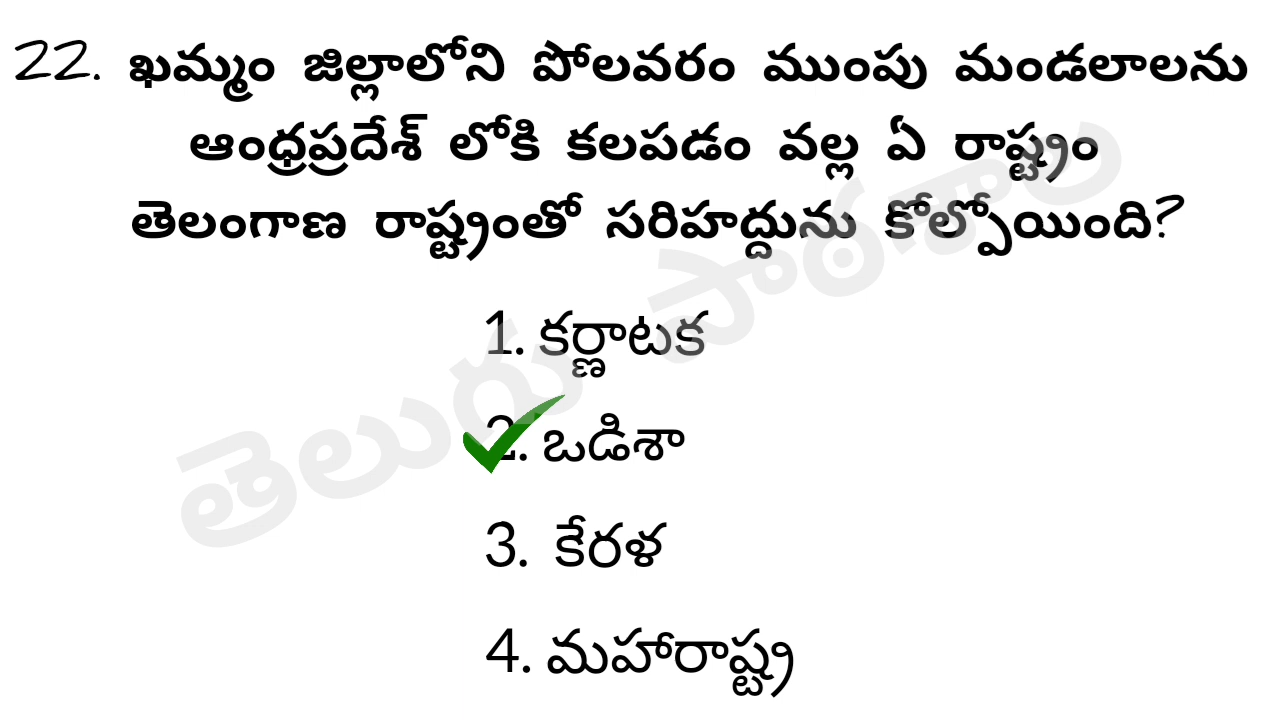 22. ఖమ్మం జిల్లాలోని పోలవరం ముంపు మండలాలను
ఆంధ్రప్రదేశ్ లోకి కలపడం వల్ల ఏ రాష్ట్రం
తెలంగాణ రాష్ట్రంతో సరిహద్దును కోల్పోయింది?
1. కర్ణాటక
2. ఒడిశా
3. కేరళ
4. మహారాష్ట్ర
తెలుగు పాఠశాల